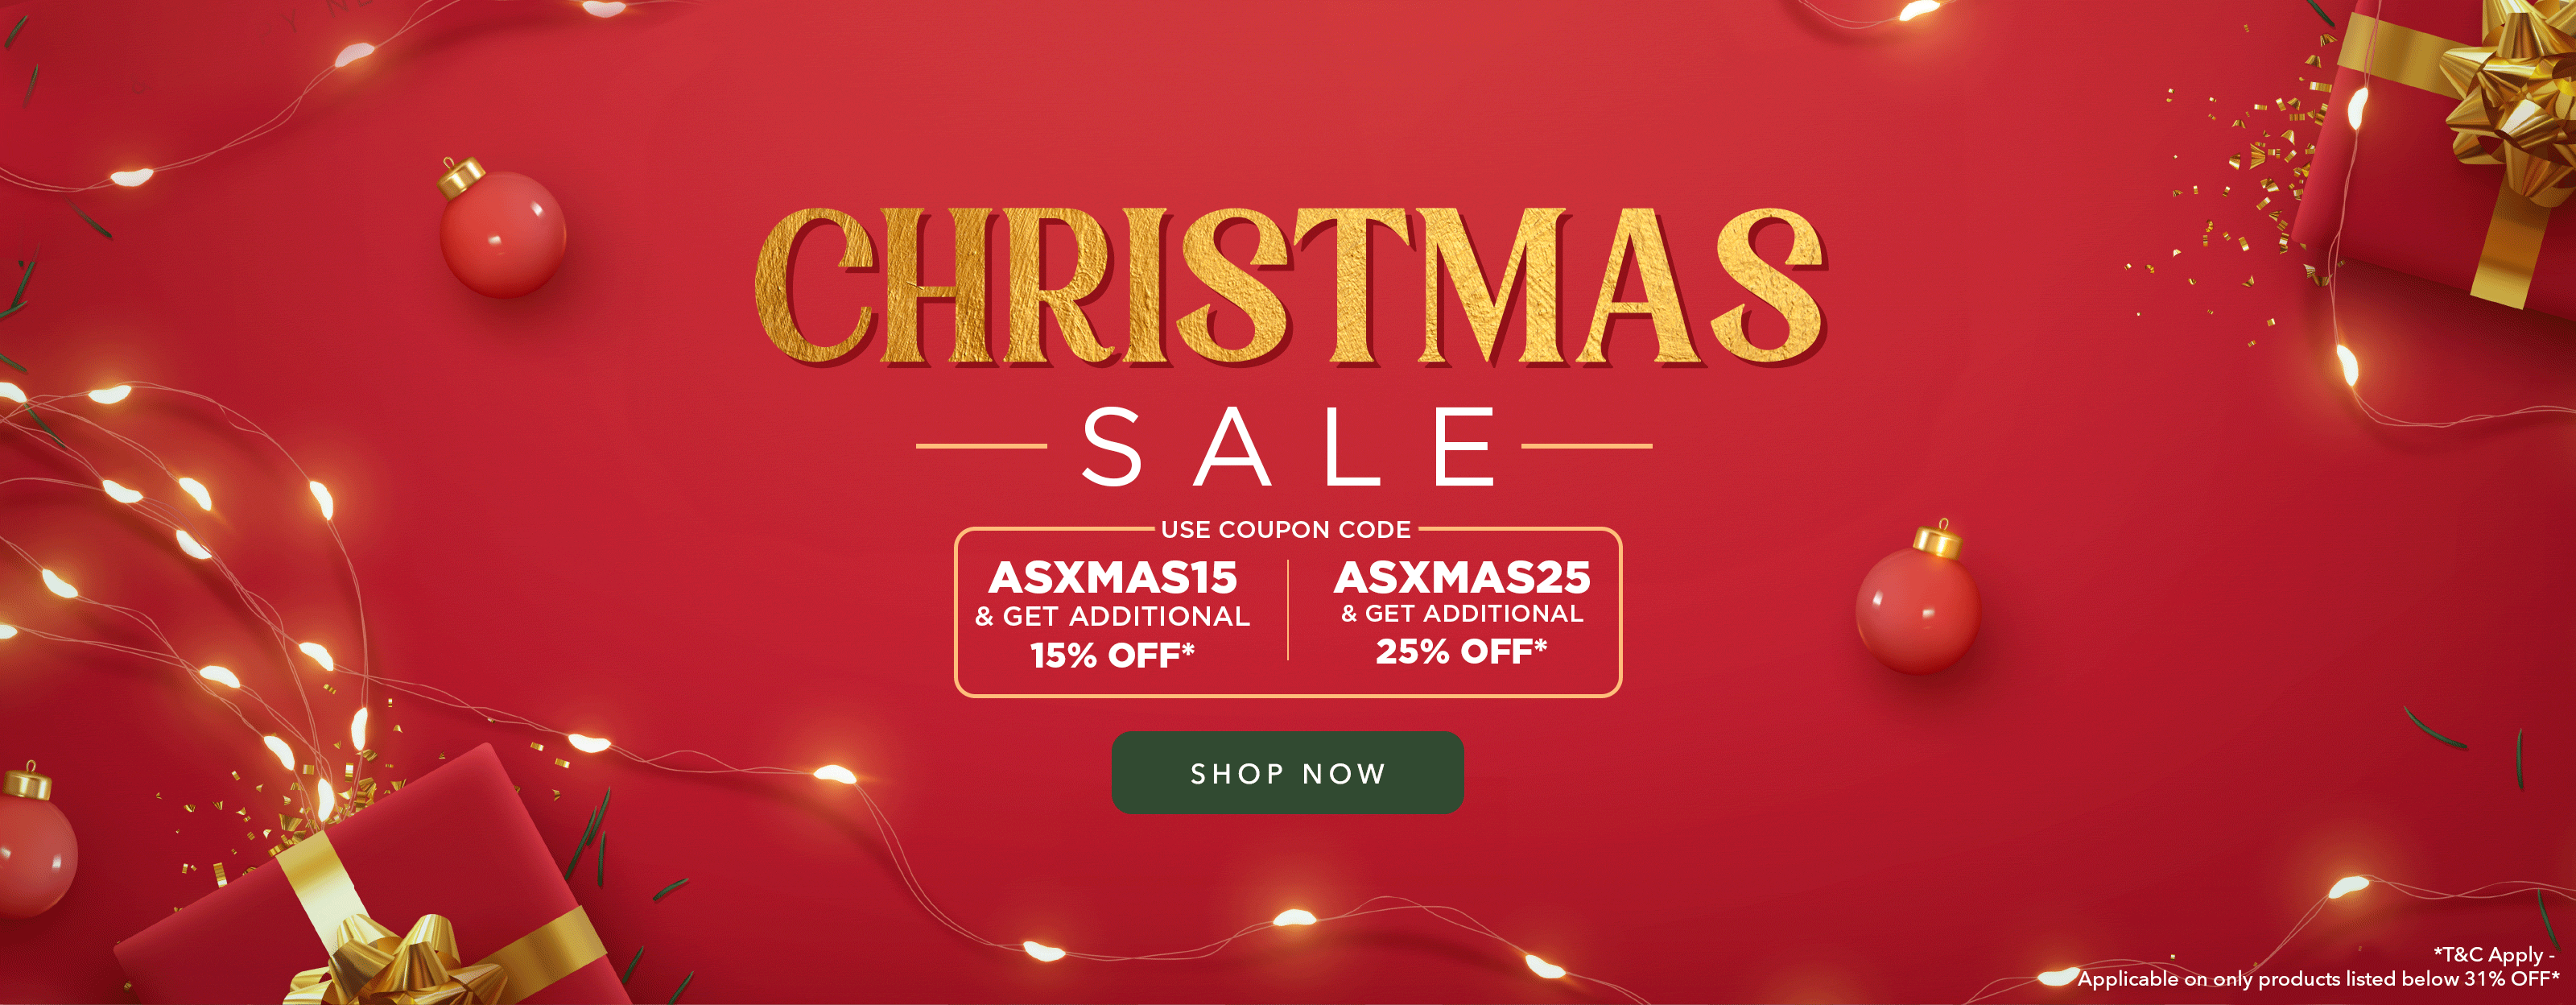 CHRISTMAS
SALE
USE COUPON CODE
ASXMAS15
& GET ADDITIONAL
15% OFF*
ASXMAS25
& GET ADDITIONAL
25% OFF*
SHOP NOW
*T&C Apply -
Applicable on only products listed below 31% OFF*